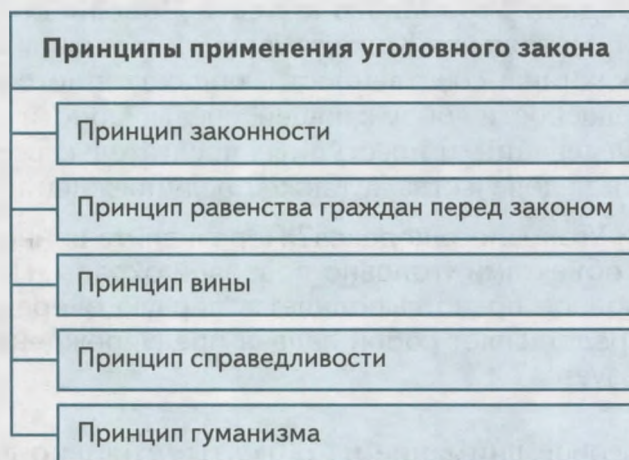 Принципы применения уголовного закона
Принцип законности
Принцип равенства граждан перед законом
Принцип вины
Принцип справедливости
Принцип гуманизма